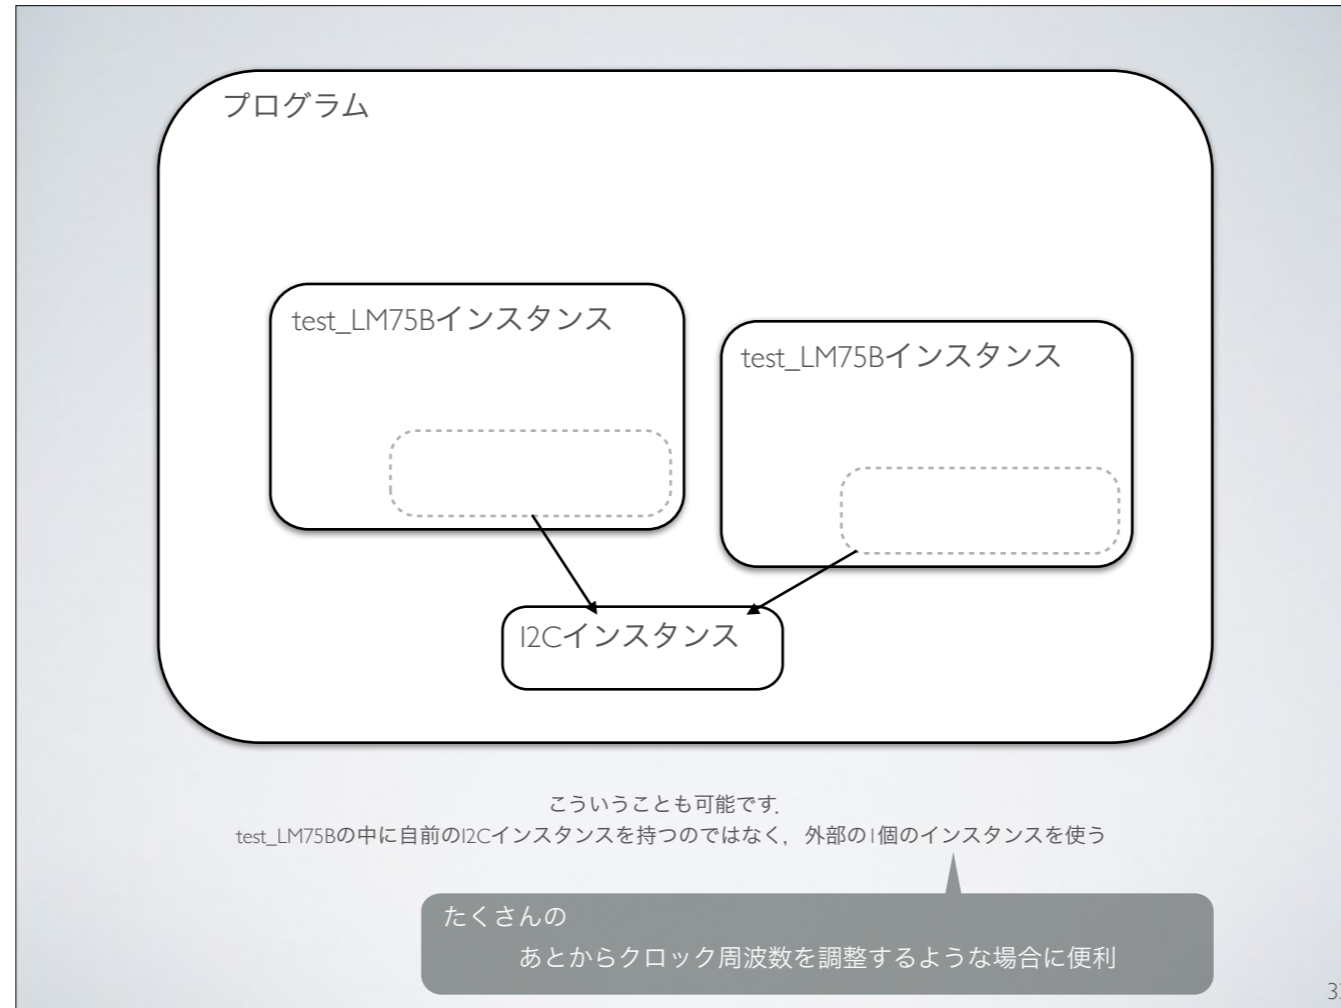 プログラム
test_LM75Bインスタンス
test_LM75Bインスタンス
I2Cインスタンス
こういうことも可能です.
test_LM75Bの中に自前のI2Cインスタンスを持つのではなく，外部の1個のインスタンスを使う
たくさんの
あとからクロック周波数を調整するような場合に便利